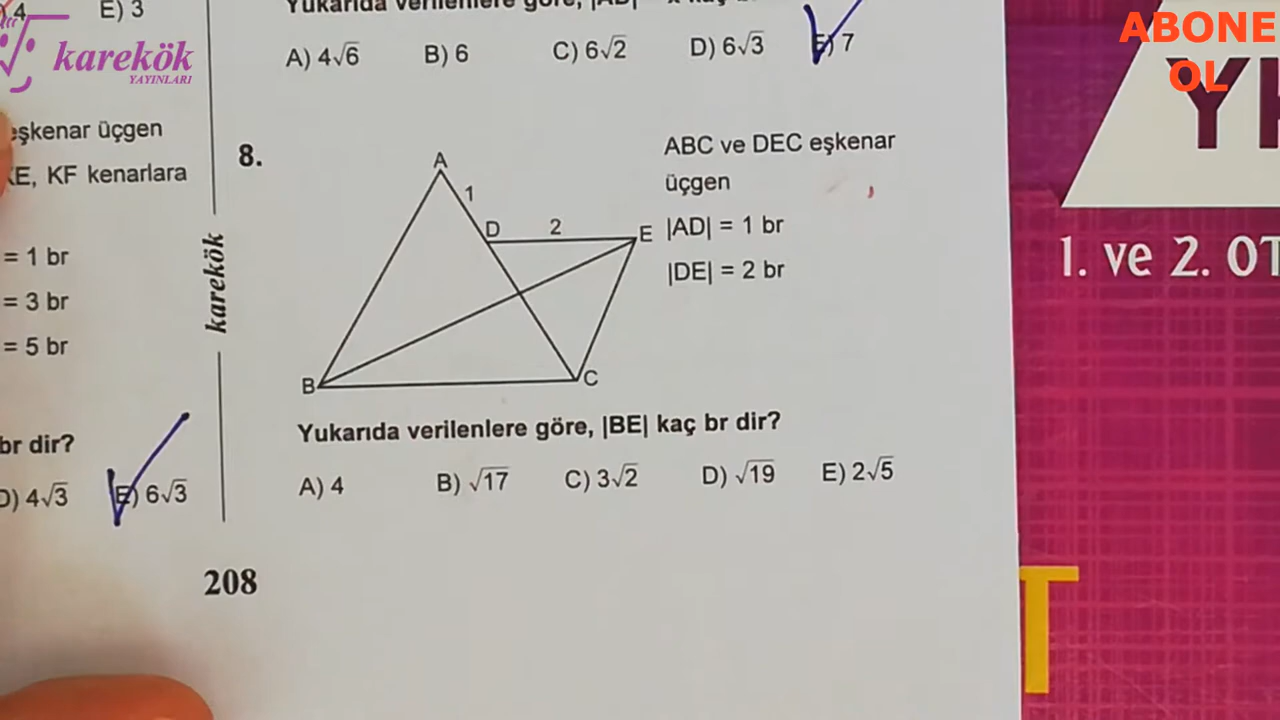 4 E) 3
karekök
YAYINLARI
eşkenar üçgen
KE, KF kenarlara
= 1 br
= 3 br
= 5 br
br dir?
D) 4√3 E) 6√3
karekök
208
Yukarıda verilenlere göre,
A) 4√6 B) 6 C) 6√2 D) 6√3 E) 7
8.
A
1
D 2 E
B C
ABC ve DEC eşkenar
üçgen
|AD| = 1 br
|DE| = 2 br
Yukarıda verilenlere göre, |BE| kaç br dir?
A) 4 B) √17 C) 3√2 D) √19 E) 2√5
ABONE
OL
1. ve 2. OT
T